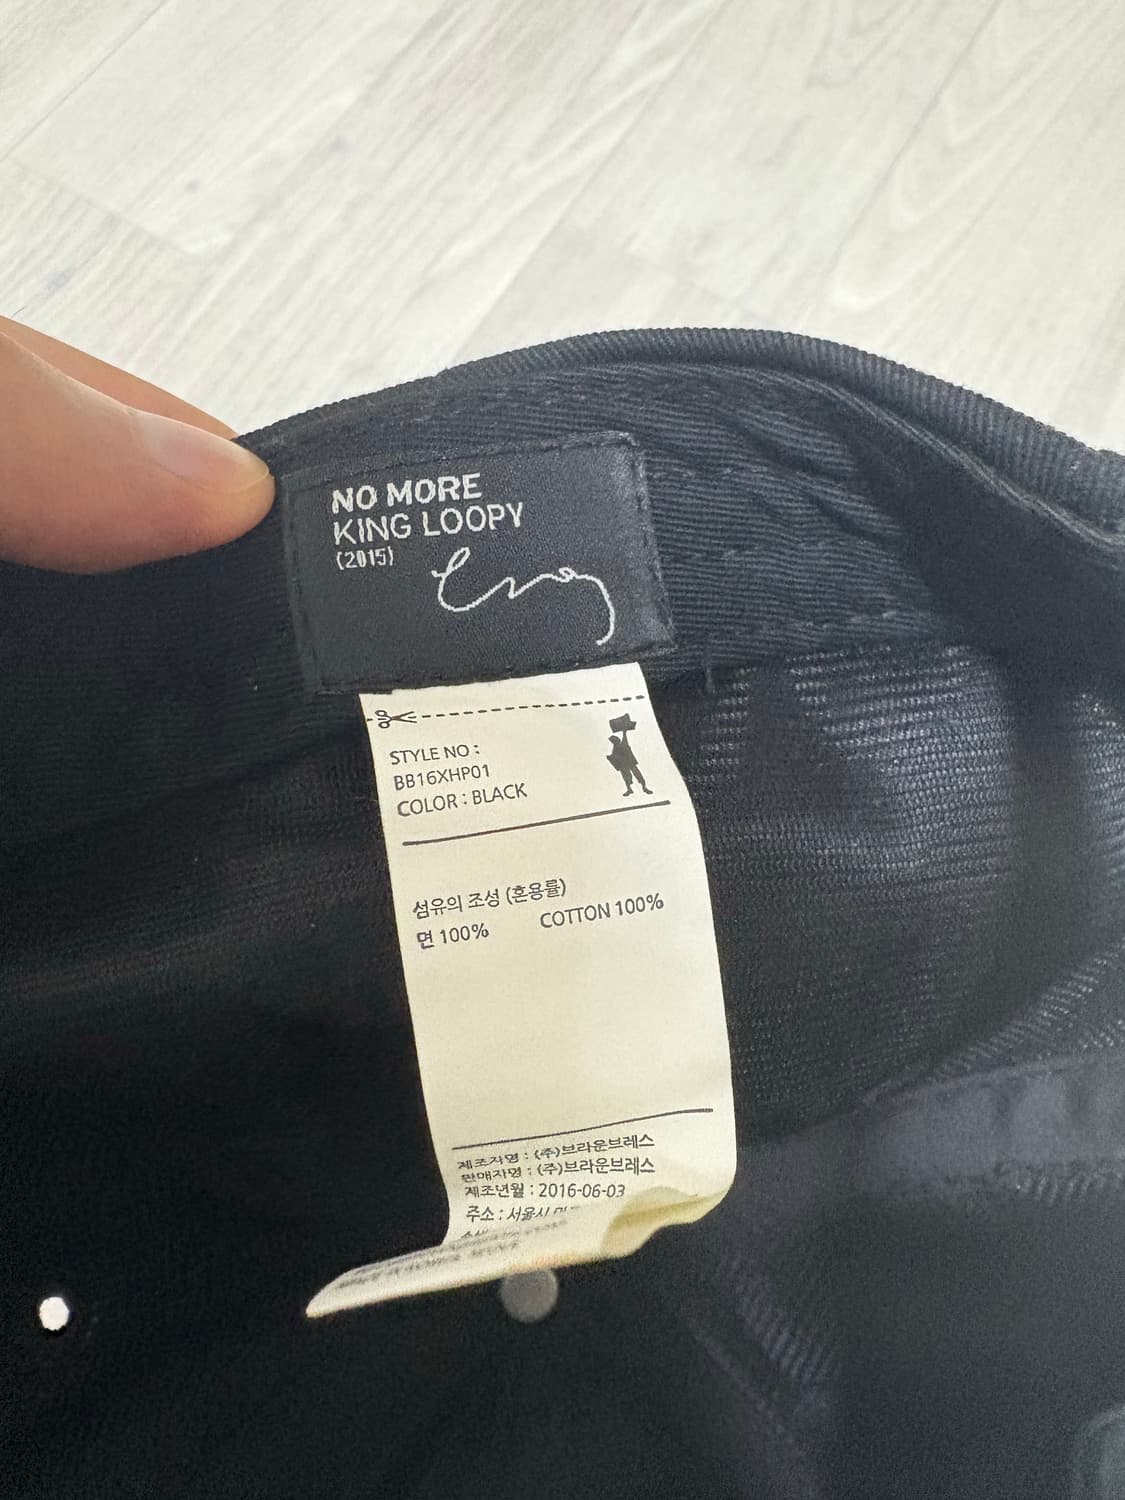 NO MORE
KING LOOPY
(2015)
STYLE NO :
BB16XHP01
COLOR : BLACK
섬유의 조성 (혼용률)
면 100% COTTON 100%
제조자명 : (주)브라운브레스
판매자명 : (주)브라운브레스
제조년월 : 2016-06-03
주소 : 서울시